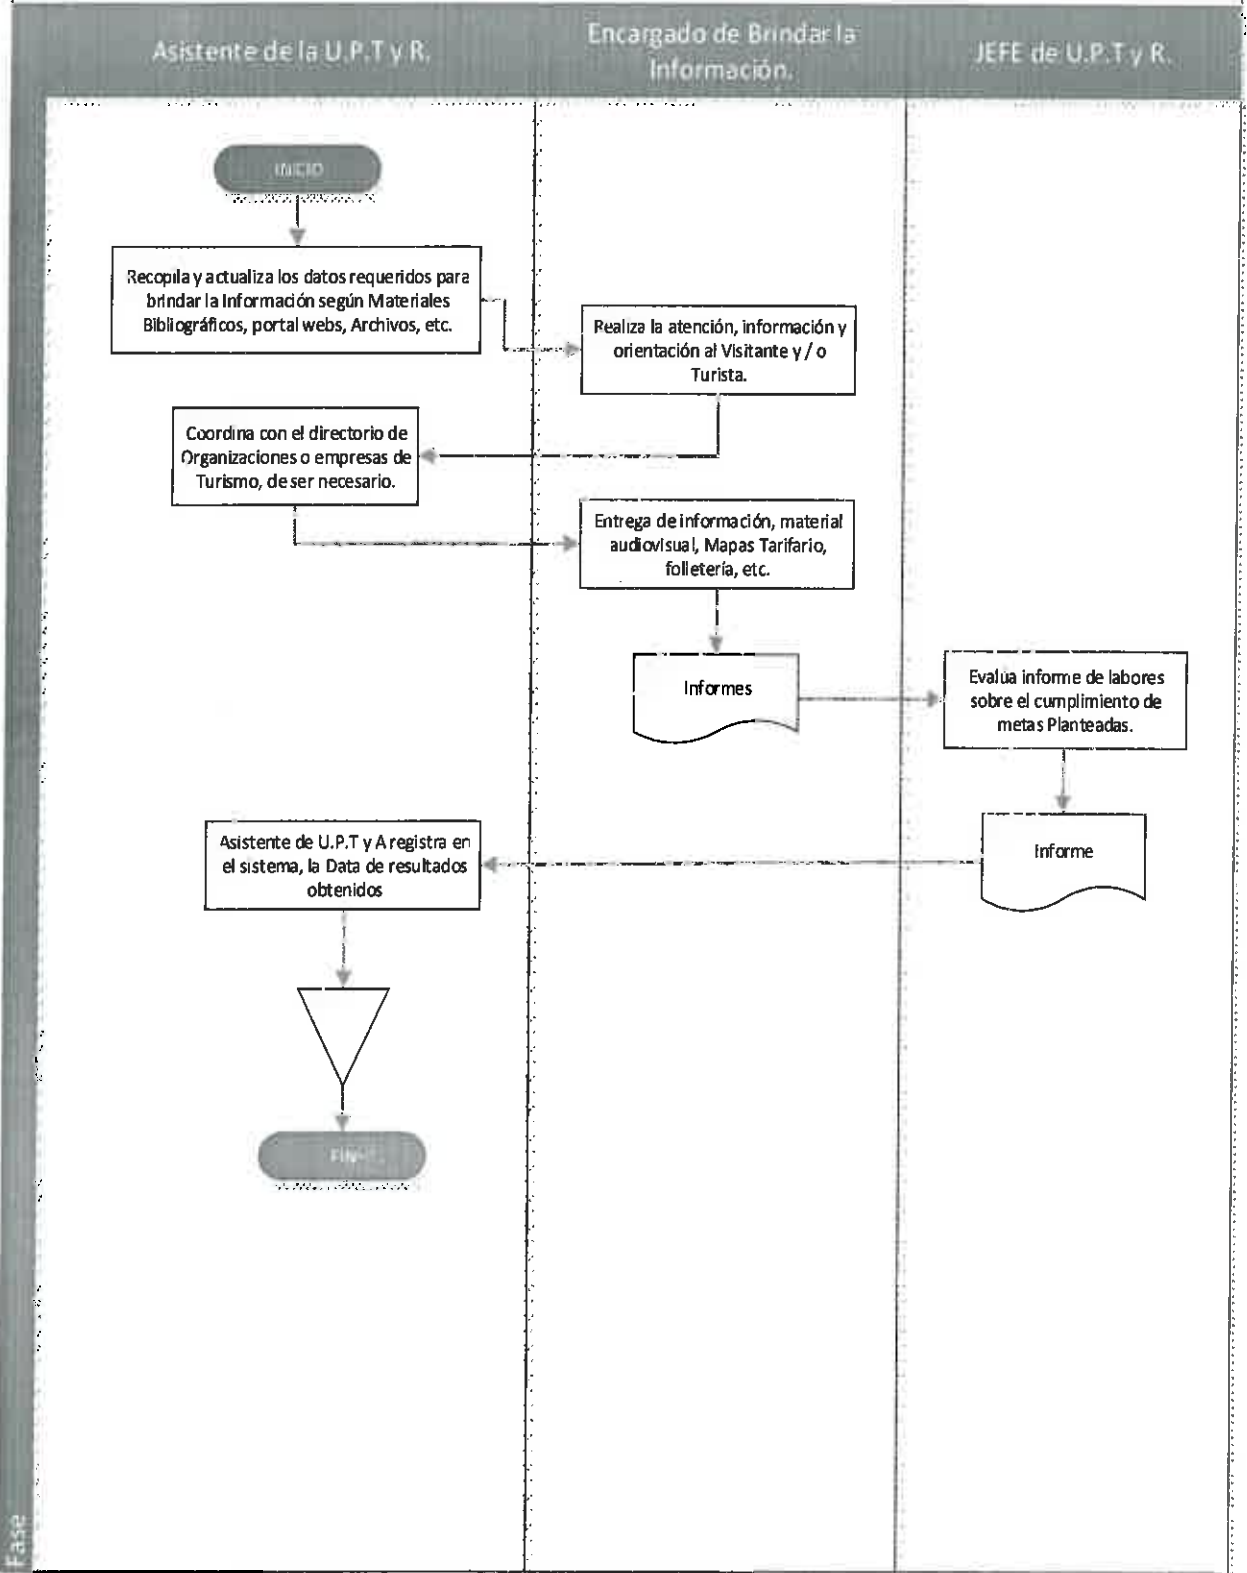 Asistente de la U.P.T y R.
Encargado de Brindar la
Información.
JEFE de U.P.T y R.
INICIO
Recopila y actualiza los datos requeridos para
brindar la Información según Materiales
Bibliográficos, portal webs, Archivos, etc.
Realiza la atención, información y
orientación al Visitante y / o
Turista.
Coordina con el directorio de
Organizaciones o empresas de
Turismo, de ser necesario.
Entrega de información, material
audiovisual, Mapas Tarifario,
folletería, etc.
Informes
Evalúa informe de labores
sobre el cumplimiento de
metas Planteadas.
Informe
Asistente de U.P.T y A registra en
el sistema, la Data de resultados
obtenidos
FIN
Fase